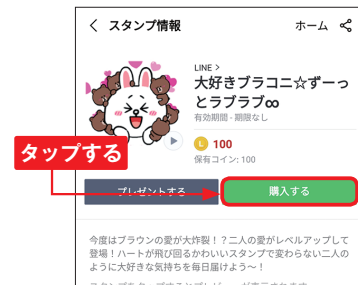 スタンプ情報
ホーム
LINE >
大好きブラコニ☆ずーっ
とラブラブ∞
有効期間 - 期限なし
100
保有コイン: 100
タップする
プレゼントする
購入する
今度はブラウンの愛が大炸裂！？二人の愛がレベルアップして
登場！ハートが飛び回るかわいいスタンプで変わらない二人の
ように大好きな気持を毎日届けよう〜！